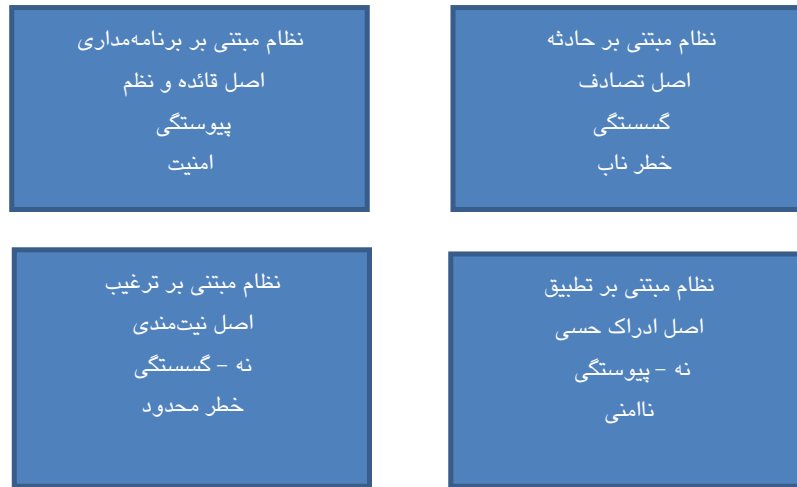 نظام مبتنی بر حادثه
اصل تصادف
گسستگی
خطر ناب
نظام مبتنی بر برنامه‌مداری
اصل قائده و نظم
پیوستگی
امنیت
نظام مبتنی بر تطبیق
اصل ادراک حسی
نه – پیوستگی
ناامنی
نظام مبتنی بر ترغیب
اصل نیت‌مندی
نه – گسستگی
خطر محدود